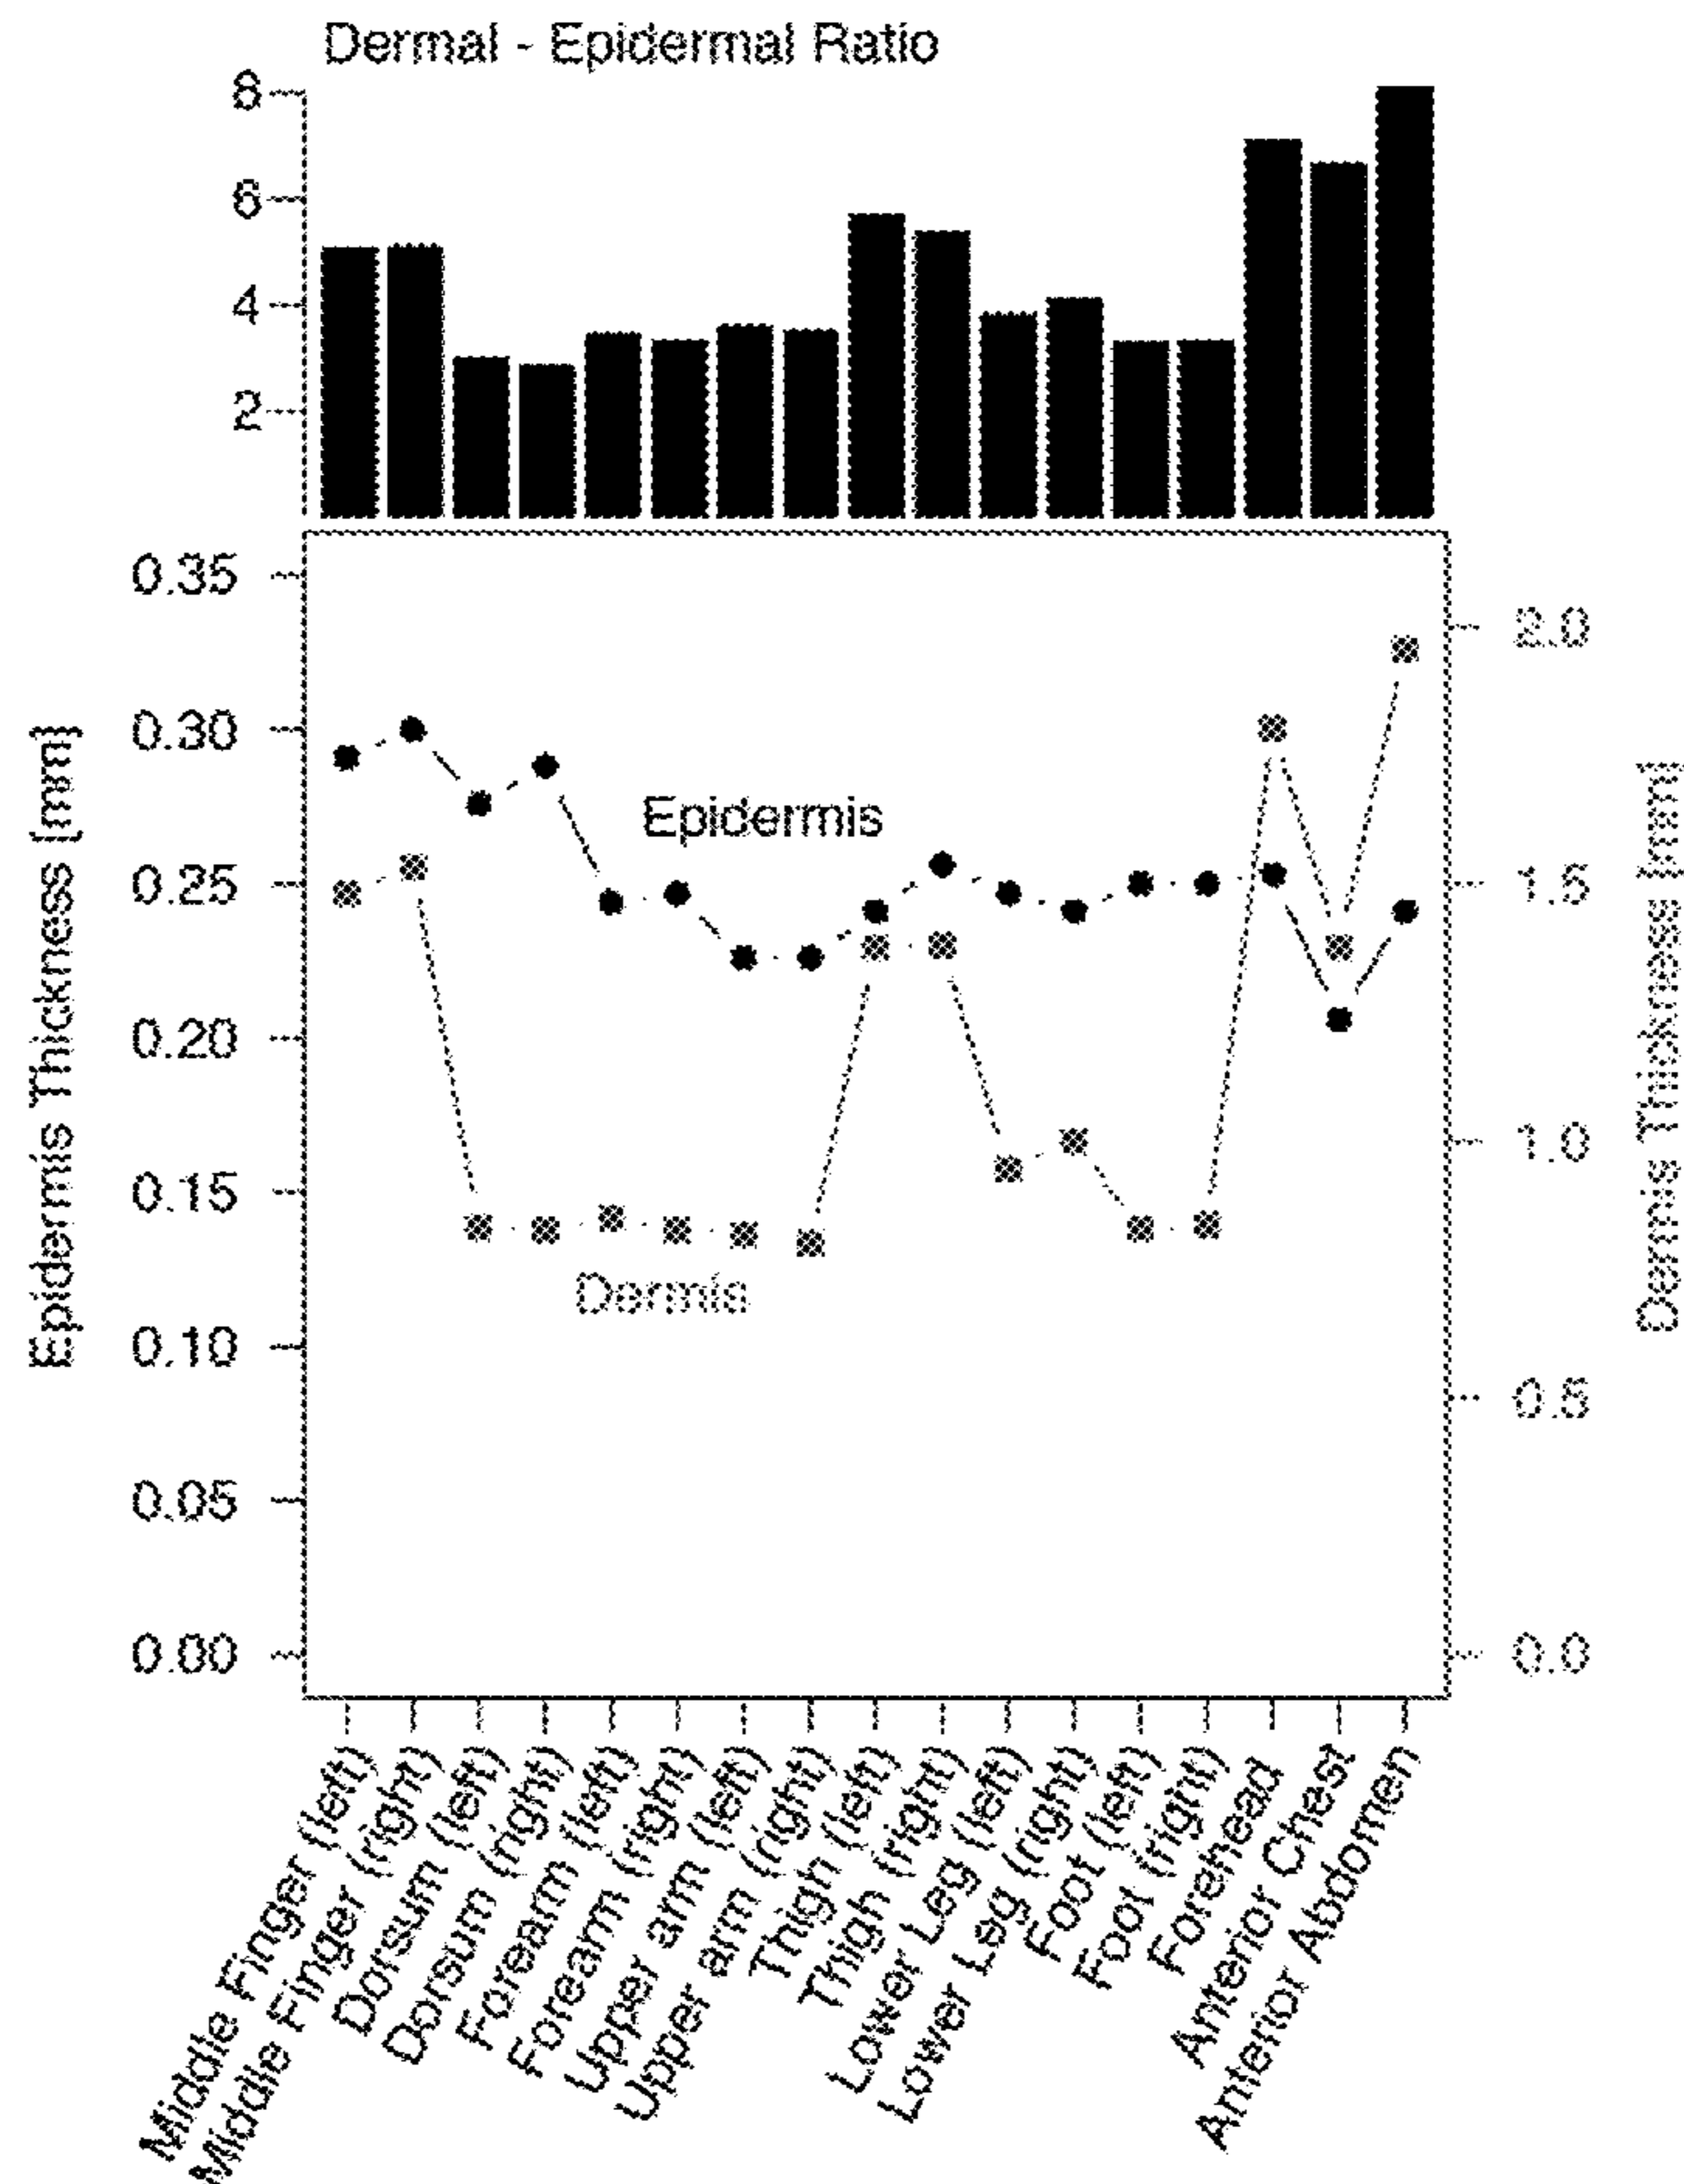 Dermal - Epidermal Ratio
8
6
4
2
0.35
0.30
0.25
0.20
0.15
0.10
0.05
0.00
Epidermis Thickness [mm]
Epidermis
Dermis
2.0
1.5
1.0
0.5
0.0
Dermis Thickness [mm]
Middle Finger (left)
Middle Finger (right)
Dorsum (left)
Dorsum (right)
Forearm (left)
Forearm (right)
Upper arm (left)
Upper arm (right)
Thigh (left)
Thigh (right)
Lower Leg (left)
Lower Leg (right)
Foot (left)
Foot (right)
Forehead
Anterior Chest
Anterior Abdomen